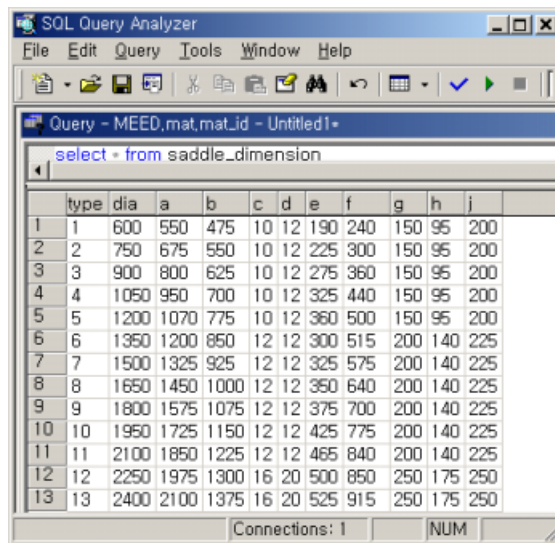 SQL Query Analyzer
File Edit Query Tools Window Help
Query - MEED,mat,mat_id - Untitled1*
select * from saddle_dimension
type dia a b c d e f g h j
1 1 600 550 475 10 12 190 240 150 95 200
2 2 750 675 550 10 12 225 300 150 95 200
3 3 900 800 625 10 12 275 360 150 95 200
4 4 1050 950 700 10 12 325 440 150 95 200
5 5 1200 1070 775 10 12 360 500 150 95 200
6 6 1350 1200 850 12 12 300 515 200 140 225
7 7 1500 1325 925 12 12 325 575 200 140 225
8 8 1650 1450 1000 12 12 350 640 200 140 225
9 9 1800 1575 1075 12 12 375 700 200 140 225
10 10 1950 1725 1150 12 12 425 775 200 140 225
11 11 2100 1850 1225 12 12 465 840 200 140 225
12 12 2250 1975 1300 16 20 500 850 250 175 250
13 13 2400 2100 1375 16 20 525 915 250 175 250
Connections: 1 NUM